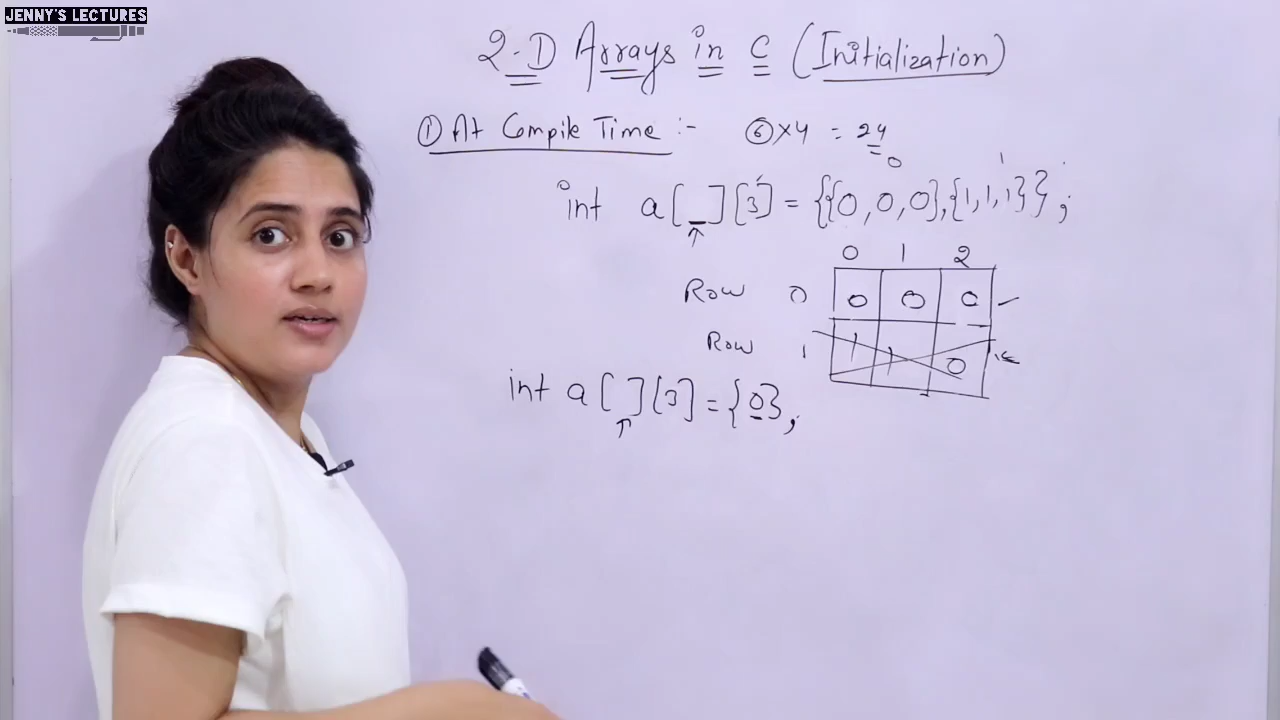 JENNY'S LECTURES
2-D Arrays in C (Initialization)
① At Compile Time :- ⑥ x 4 = 24
0
int a[_][3] = {{0,0,0},{1,1,1}};
0 1 2
Row 0 0 0 0
Row 1 1 1 0
int a[ ][3] = {0};